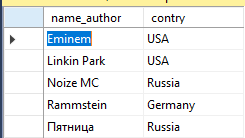 name_author contry
Eminem USA
Linkin Park USA
Noize MC Russia
Rammstein Germany
Пятница Russia